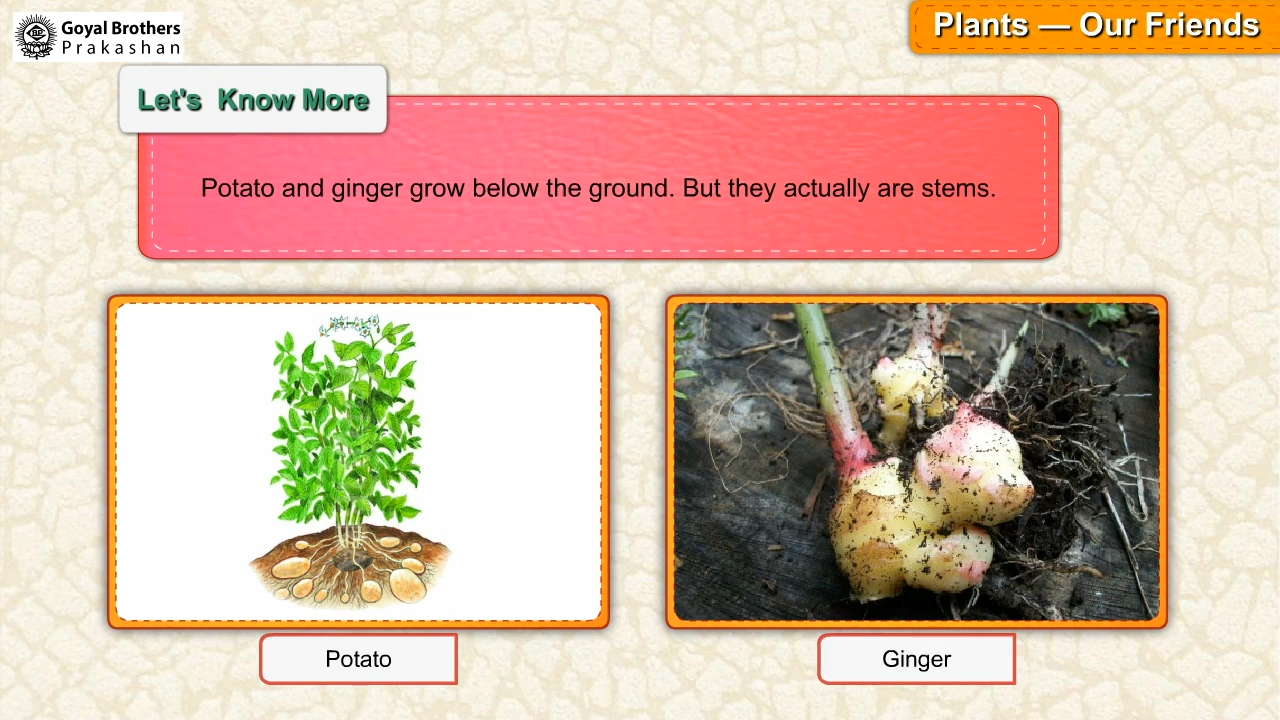 Goyal Brothers
Prakashan
Plants — Our Friends
Let's Know More
Potato and ginger grow below the ground. But they actually are stems.
Potato
Ginger